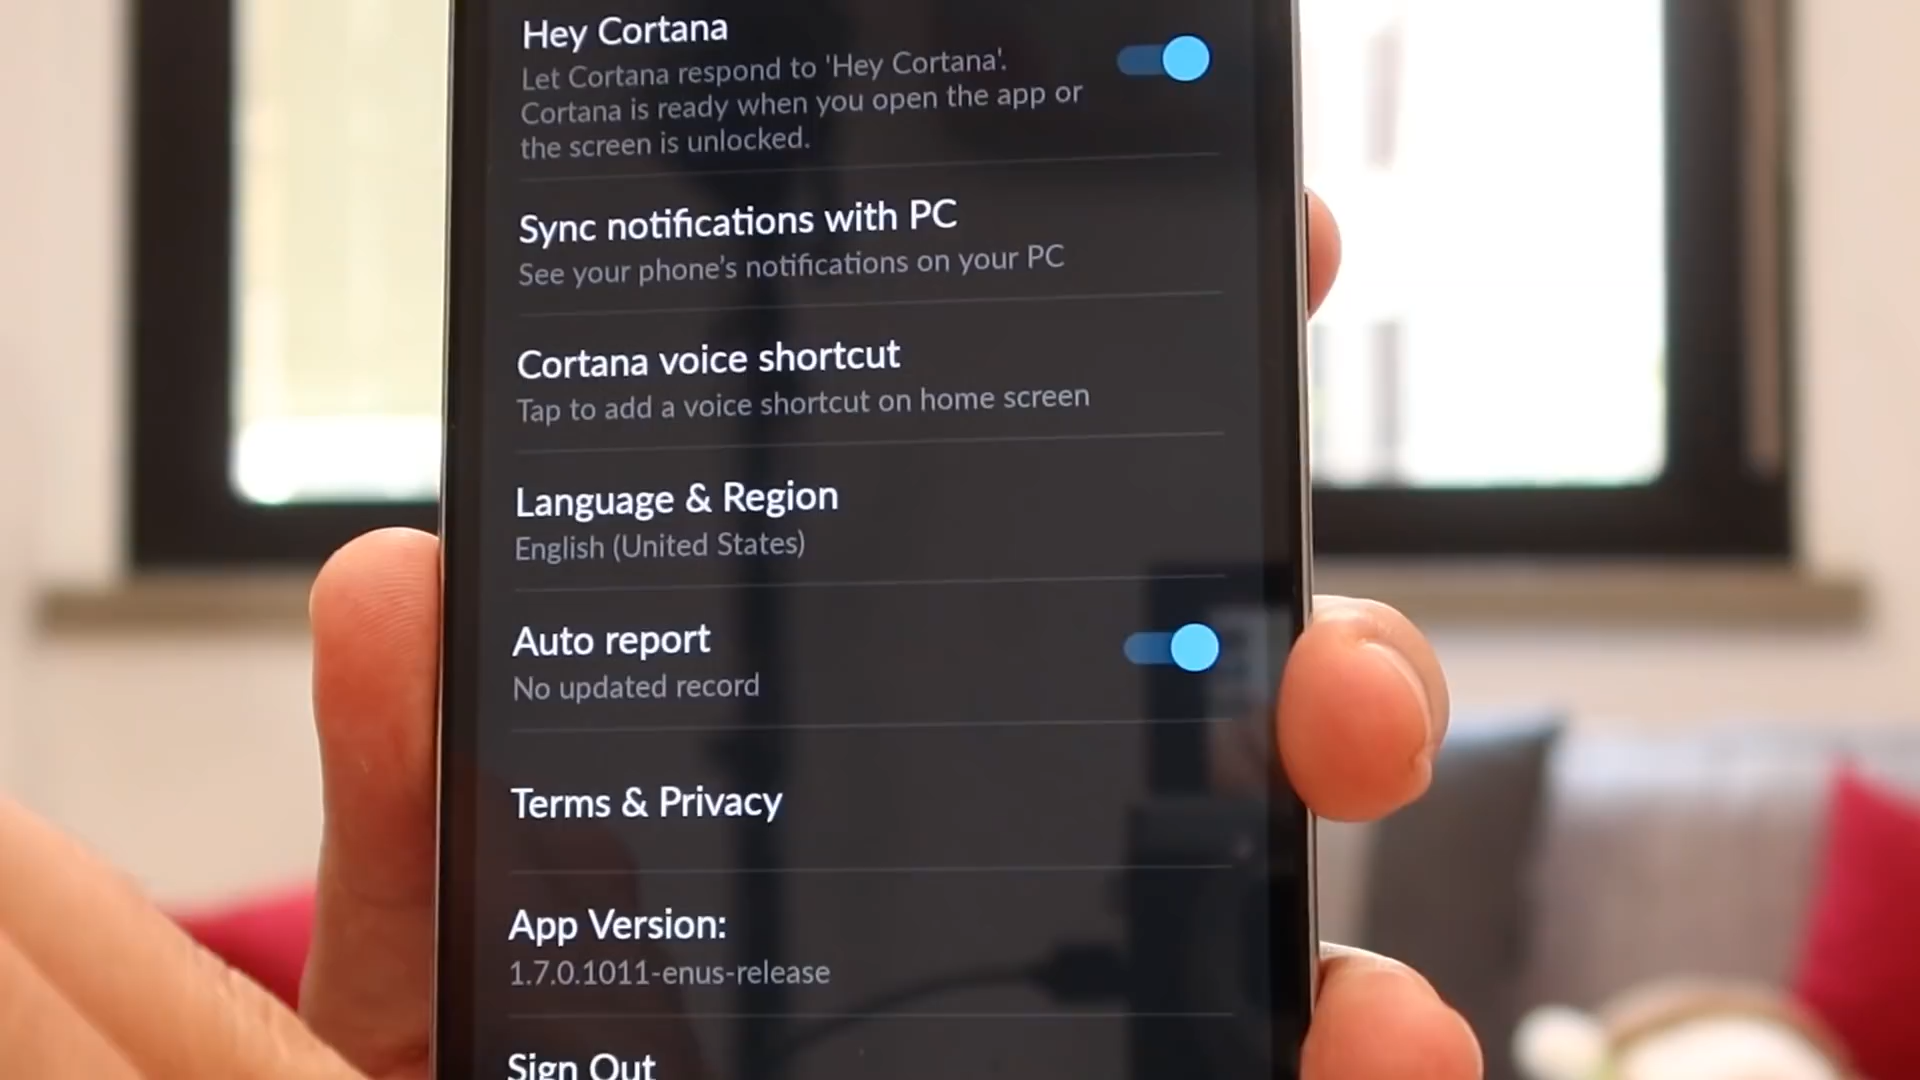 Hey Cortana
Let Cortana respond to 'Hey Cortana'.
Cortana is ready when you open the app or
the screen is unlocked.
Sync notifications with PC
See your phone's notifications on your PC
Cortana voice shortcut
Tap to add a voice shortcut on home screen
Language & Region
English (United States)
Auto report
No updated record
Terms & Privacy
App Version:
1.7.0.1011-enus-release
Sign Out